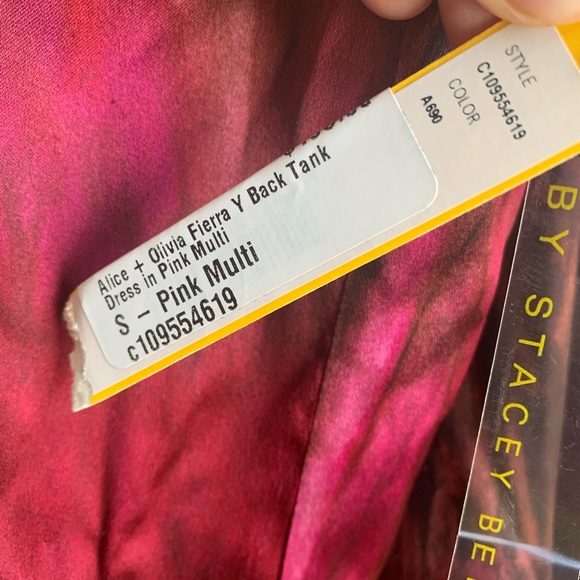 STYLE
C109554619
COLOR
A690
Alice + Olivia Fierra Y Back Tank
Dress in Pink Multi
S – Pink Multi
c109554619
BY STACEY BE